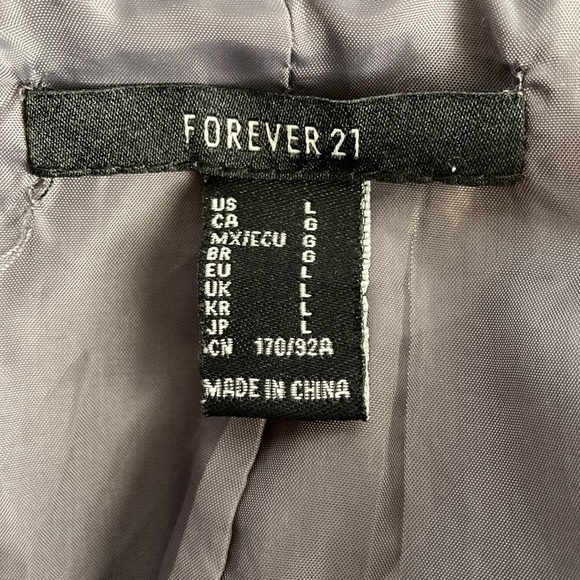 FOREVER 21
US L
CA G
MX/ECU G
BR G
EU L
UK L
KR L
JP L
CN 170/92A
MADE IN CHINA